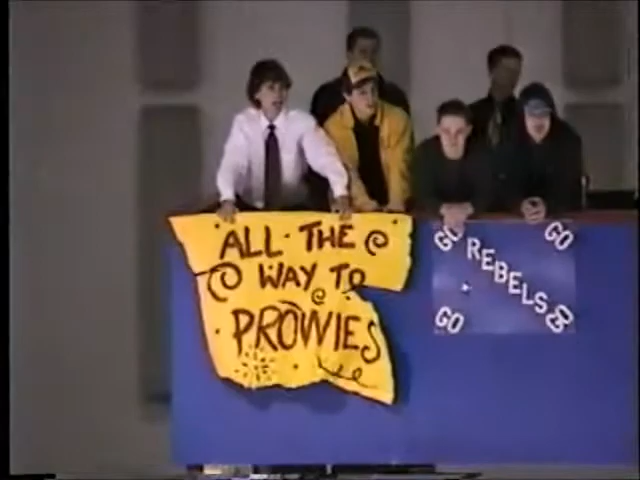 ALL THE
WAY TO
PROWIES
GO GO
REBELS
GO GO